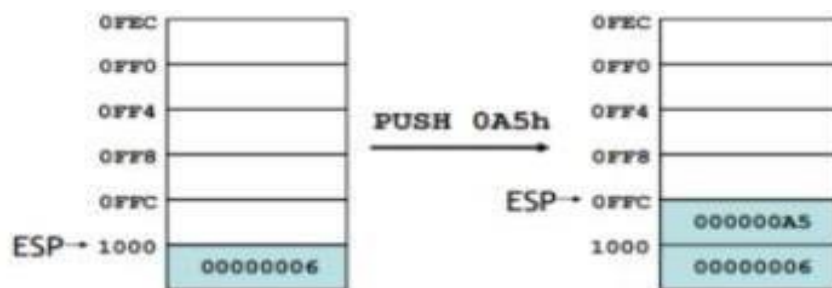 0FEC
0FF0
0FF4
0FF8
0FFC
ESP→ 1000
00000006
PUSH 0A5h
0FEC
0FF0
0FF4
0FF8
ESP→ 0FFC
000000A5
1000
00000006